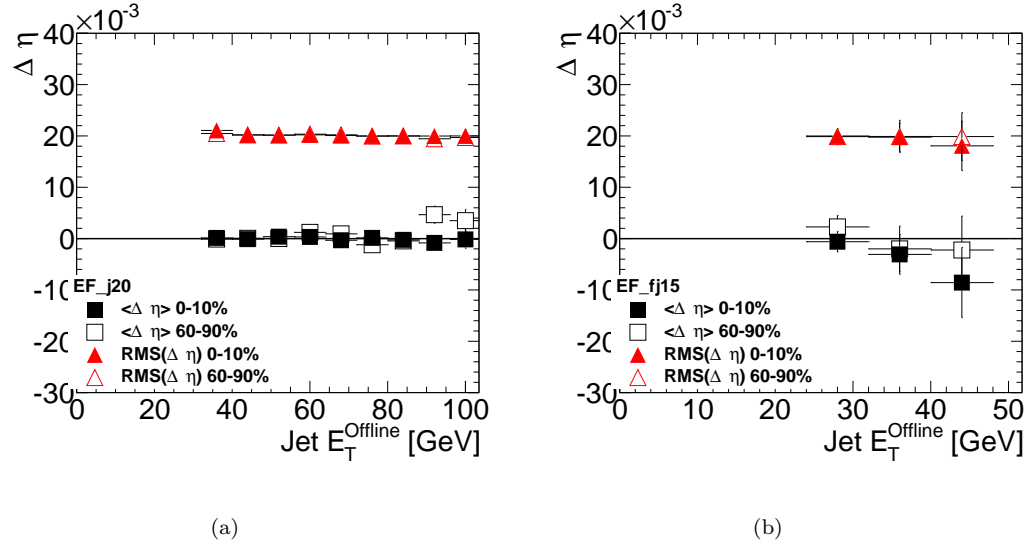 ×10⁻³
Δ η
40
30
20
10
0
-10
-20
-30
EF_j20
<Δ η> 0-10%
<Δ η> 60-90%
RMS(Δ η) 0-10%
RMS(Δ η) 60-90%
0 20 40 60 80 100
Jet E_T^Offline [GeV]
(a)
×10⁻³
Δ η
40
30
20
10
0
-10
-20
-30
EF_fj15
<Δ η> 0-10%
<Δ η> 60-90%
RMS(Δ η) 0-10%
RMS(Δ η) 60-90%
0 10 20 30 40 50
Jet E_T^Offline [GeV]
(b)